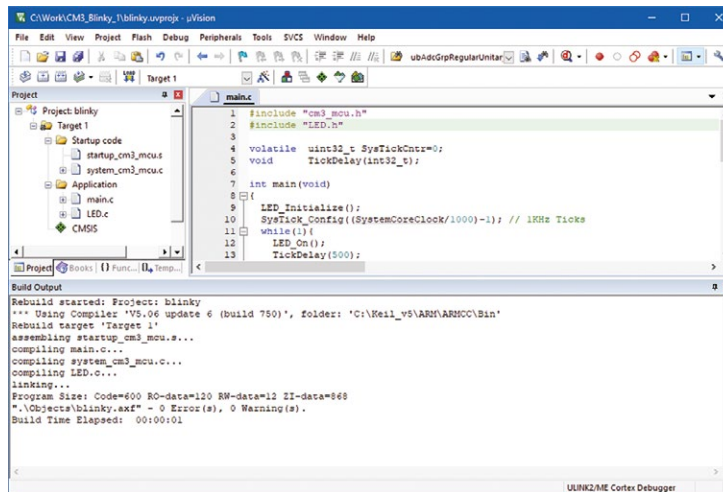 C:\Work\CM3_Blinky_1\blinky.uvprojx - µVision
File Edit View Project Flash Debug Peripherals Tools SVCS Window Help
ubAdcGrpRegularUnitar
Target 1
Project
Project: blinky
Target 1
Startup code
startup_cm3_mcu.s
system_cm3_mcu.c
Application
main.c
LED.c
CMSIS
Project Books {} Func... Temp...
main.c
1 #include "cm3_mcu.h"
2 #include "LED.h"
3
4 volatile uint32_t SysTickCntr=0;
5 void TickDelay(int32_t);
6
7 int main(void)
8 {
9 LED_Initialize();
10 SysTick_Config((SystemCoreClock/1000)-1); // 1KHz Ticks
11 while(1){
12 LED_On();
13 TickDelay(500);
Build Output
Rebuild started: Project: blinky
*** Using Compiler 'V5.06 update 6 (build 750)', folder: 'C:\Keil_v5\ARM\ARMCC\Bin'
Rebuild target 'Target 1'
assembling startup_cm3_mcu.s...
compiling main.c...
compiling system_cm3_mcu.c...
compiling LED.c...
linking...
Program Size: Code=600 RO-data=120 RW-data=12 ZI-data=868
".\Objects\blinky.axf" - 0 Error(s), 0 Warning(s).
Build Time Elapsed: 00:00:01
ULINK2/ME Cortex Debugger